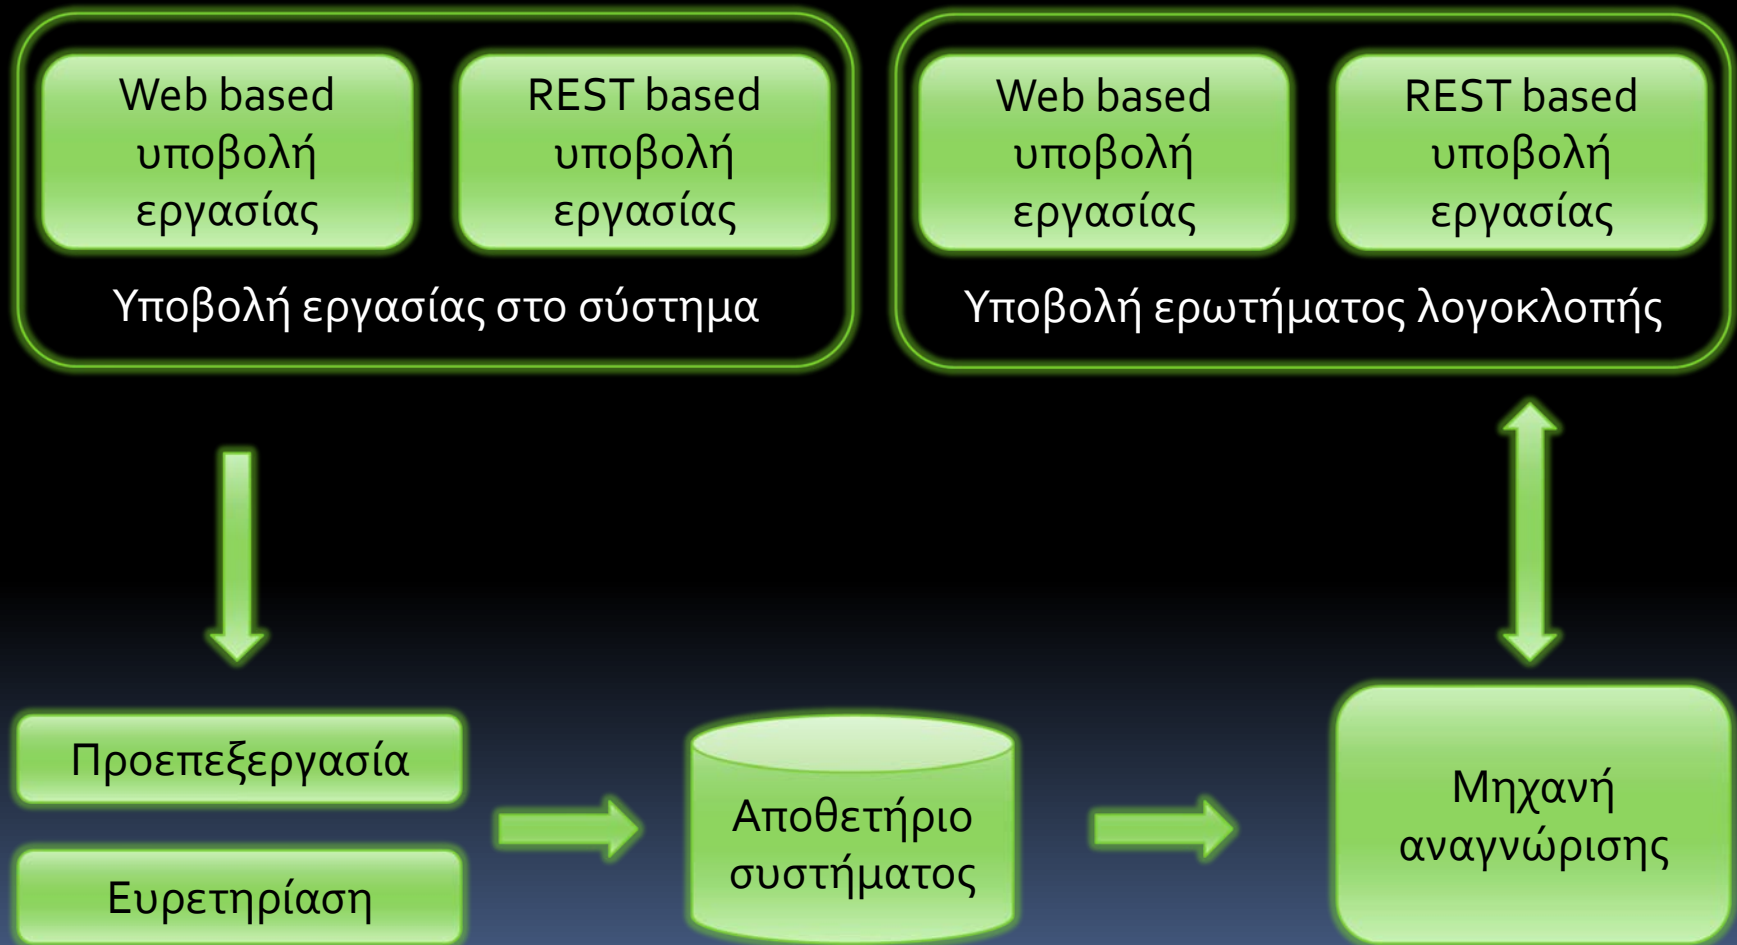 Web based
υποβολή
εργασίας
REST based
υποβολή
εργασίας
Υποβολή εργασίας στο σύστημα
Web based
υποβολή
εργασίας
REST based
υποβολή
εργασίας
Υποβολή ερωτήματος λογοκλοπής
Προεπεξεργασία
Ευρετηρίαση
Αποθετήριο
συστήματος
Μηχανή
αναγνώρισης